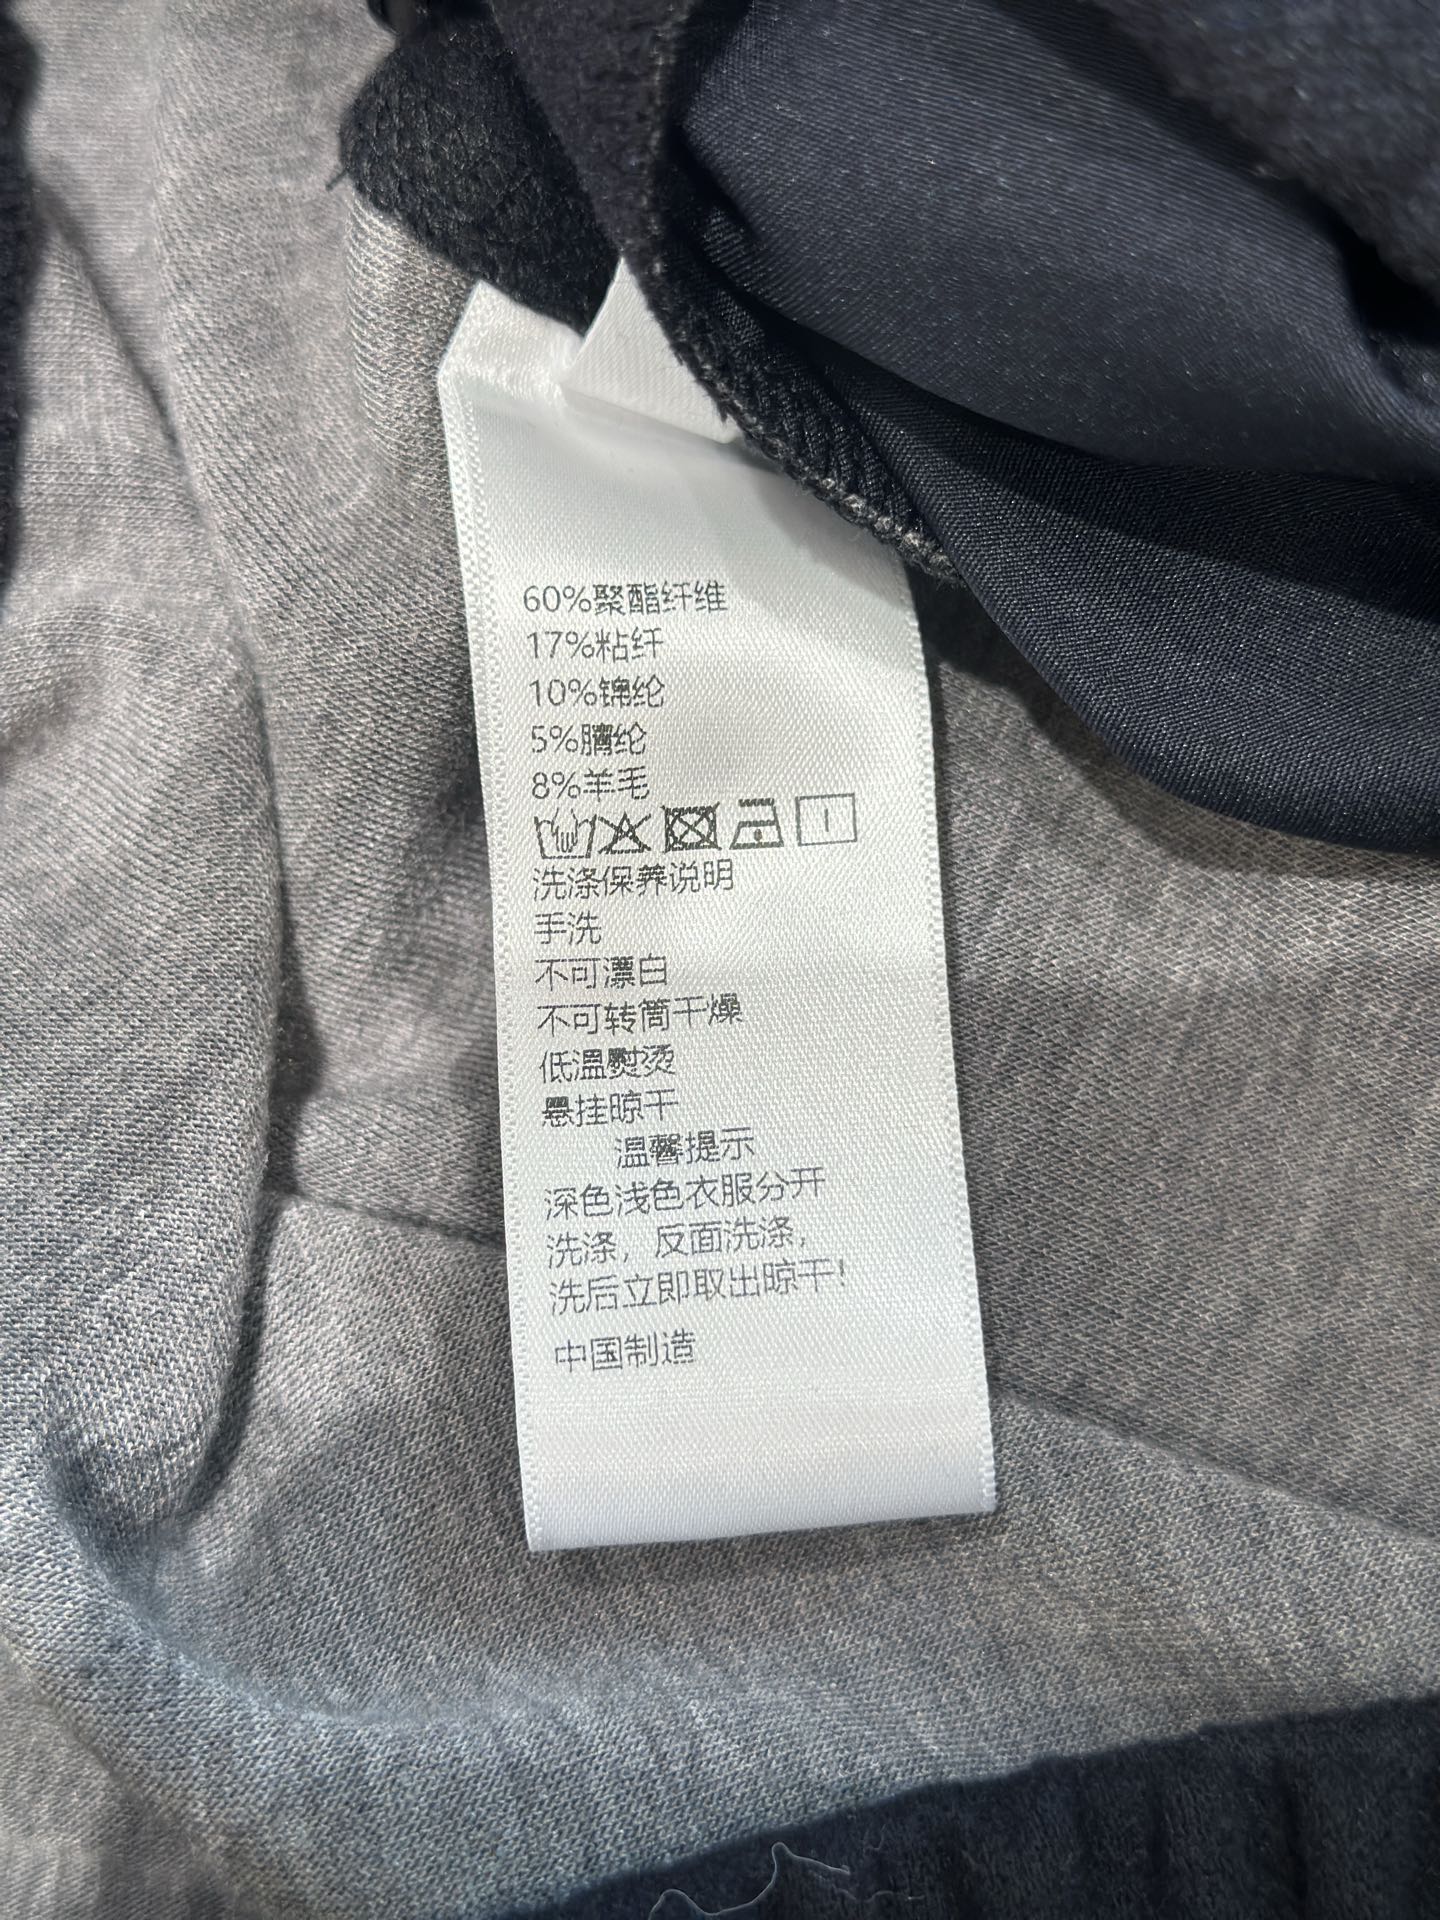 60%聚酯纤维
17%粘纤
10%锦纶
5%腈纶
8%羊毛
洗涤保养说明
手洗
不可漂白
不可转筒干燥
低温熨烫
悬挂晾干
温馨提示
深色浅色衣服分开
洗涤，反面洗涤，
洗后立即取出晾干！
中国制造